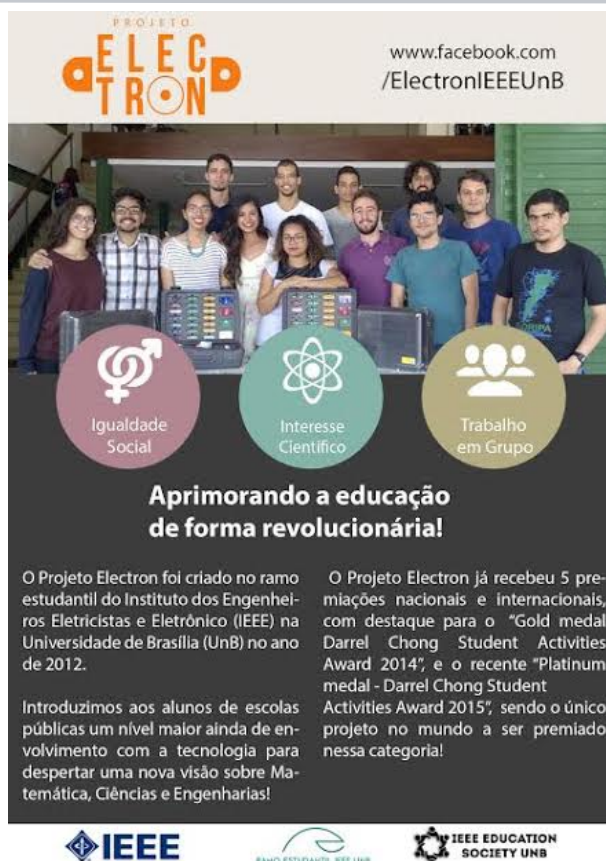 PROJETO
ELEC
TRON
www.facebook.com
/ElectronIEEEUnB
Igualdade
Social
Interesse
Científico
Trabalho
em Grupo
Aprimorando a educação
de forma revolucionária!
O Projeto Electron foi criado no ramo
estudantil do Instituto dos Engenhei-
ros Eletricistas e Eletrônico (IEEE) na
Universidade de Brasília (UnB) no ano
de 2012.
Introduzimos aos alunos de escolas
públicas um nível maior ainda de en-
volvimento com a tecnologia para
despertar uma nova visão sobre Ma-
temática, Ciências e Engenharias!
O Projeto Electron já recebeu 5 pre-
miações nacionais e internacionais,
com destaque para o "Gold medal
Darrel Chong Student Activities
Award 2014", e o recente "Platinum
medal - Darrel Chong Student
Activities Award 2015", sendo o único
projeto no mundo a ser premiado
nessa categoria!
IEEE
RAMO ESTUDANTIL IEEE UNB
IEEE EDUCATION
SOCIETY UNB